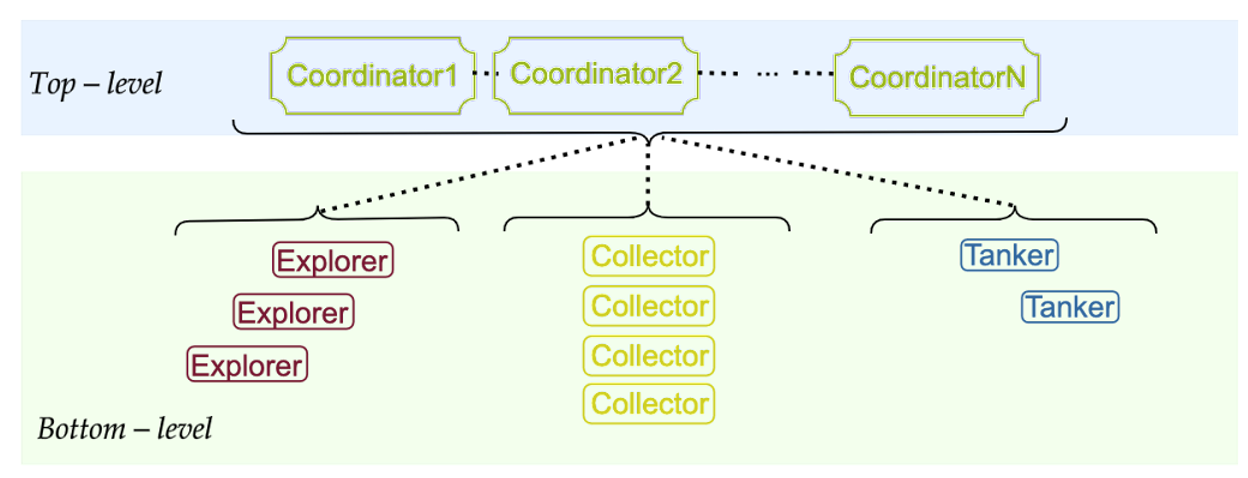 Top – level
Coordinator1
Coordinator2
...
CoordinatorN
Explorer
Explorer
Explorer
Collector
Collector
Collector
Collector
Tanker
Tanker
Bottom – level